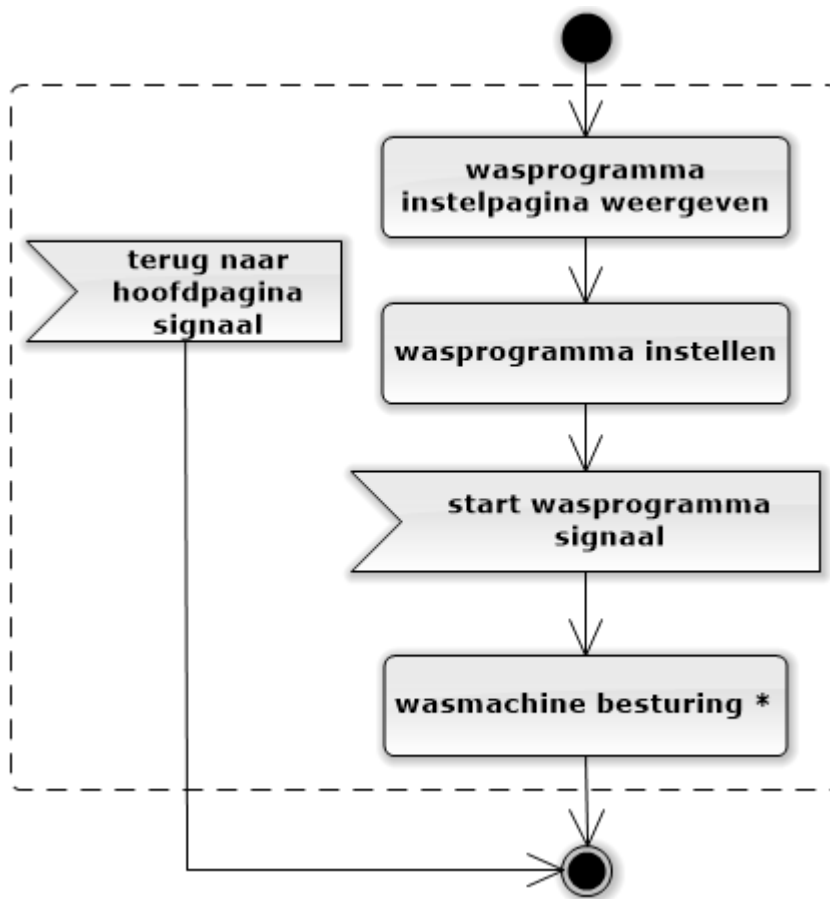 wasprogramma
instelpagina weergeven
terug naar
hoofdpagina
signaal
wasprogramma instellen
start wasprogramma
signaal
wasmachine besturing *